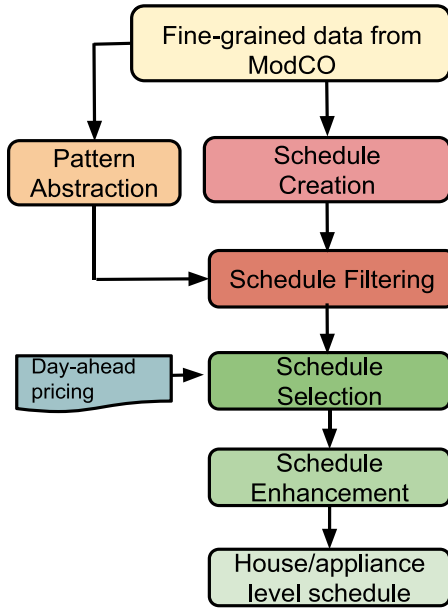 Fine-grained data from
ModCO
Pattern
Abstraction
Schedule
Creation
Schedule Filtering
Day-ahead
pricing
Schedule
Selection
Schedule
Enhancement
House/appliance
level schedule